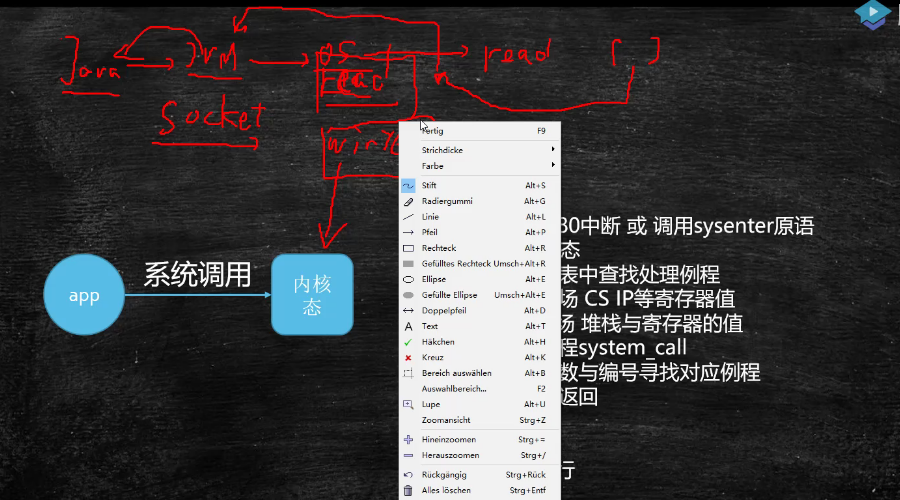 Java JVM OS read [ ]
read
Socket
app
系统调用
内核
态
Fertig F9
Strichdicke
Farbe
Stift Alt+S
Radiergummi Alt+G
Linie Alt+L
Pfeil Alt+P
Rechteck Alt+R
Gefülltes Rechteck Umsch+Alt+R
Ellipse Alt+E
Gefüllte Ellipse Umsch+Alt+E
Doppelpfeil Alt+D
Text Alt+T
Häkchen Alt+H
Kreuz Alt+K
Bereich auswählen Alt+B
Auswahlbereich... F2
Lupe Alt+U
Zoomansicht Strg+Z
Hineinzoomen Strg+=
Herauszoomen Strg+/
Rückgängig Strg+Rück
Alles löschen Strg+Entf
80中断 或 调用sysenter原语
态
表中查找处理例程
场 CS IP等寄存器值
场 堆栈与寄存器的值
程system_call
数与编号寻找对应例程
返回
行